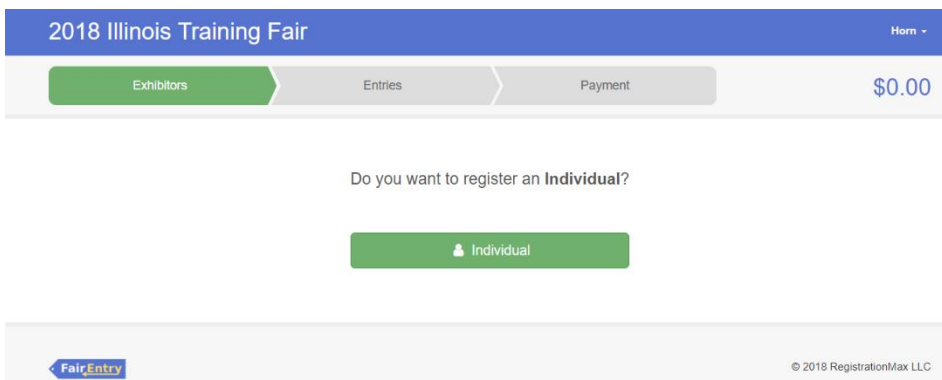 2018 Illinois Training Fair
Horn
Exhibitors
Entries
Payment
$0.00
Do you want to register an Individual?
Individual
FairEntry
© 2018 RegistrationMax LLC